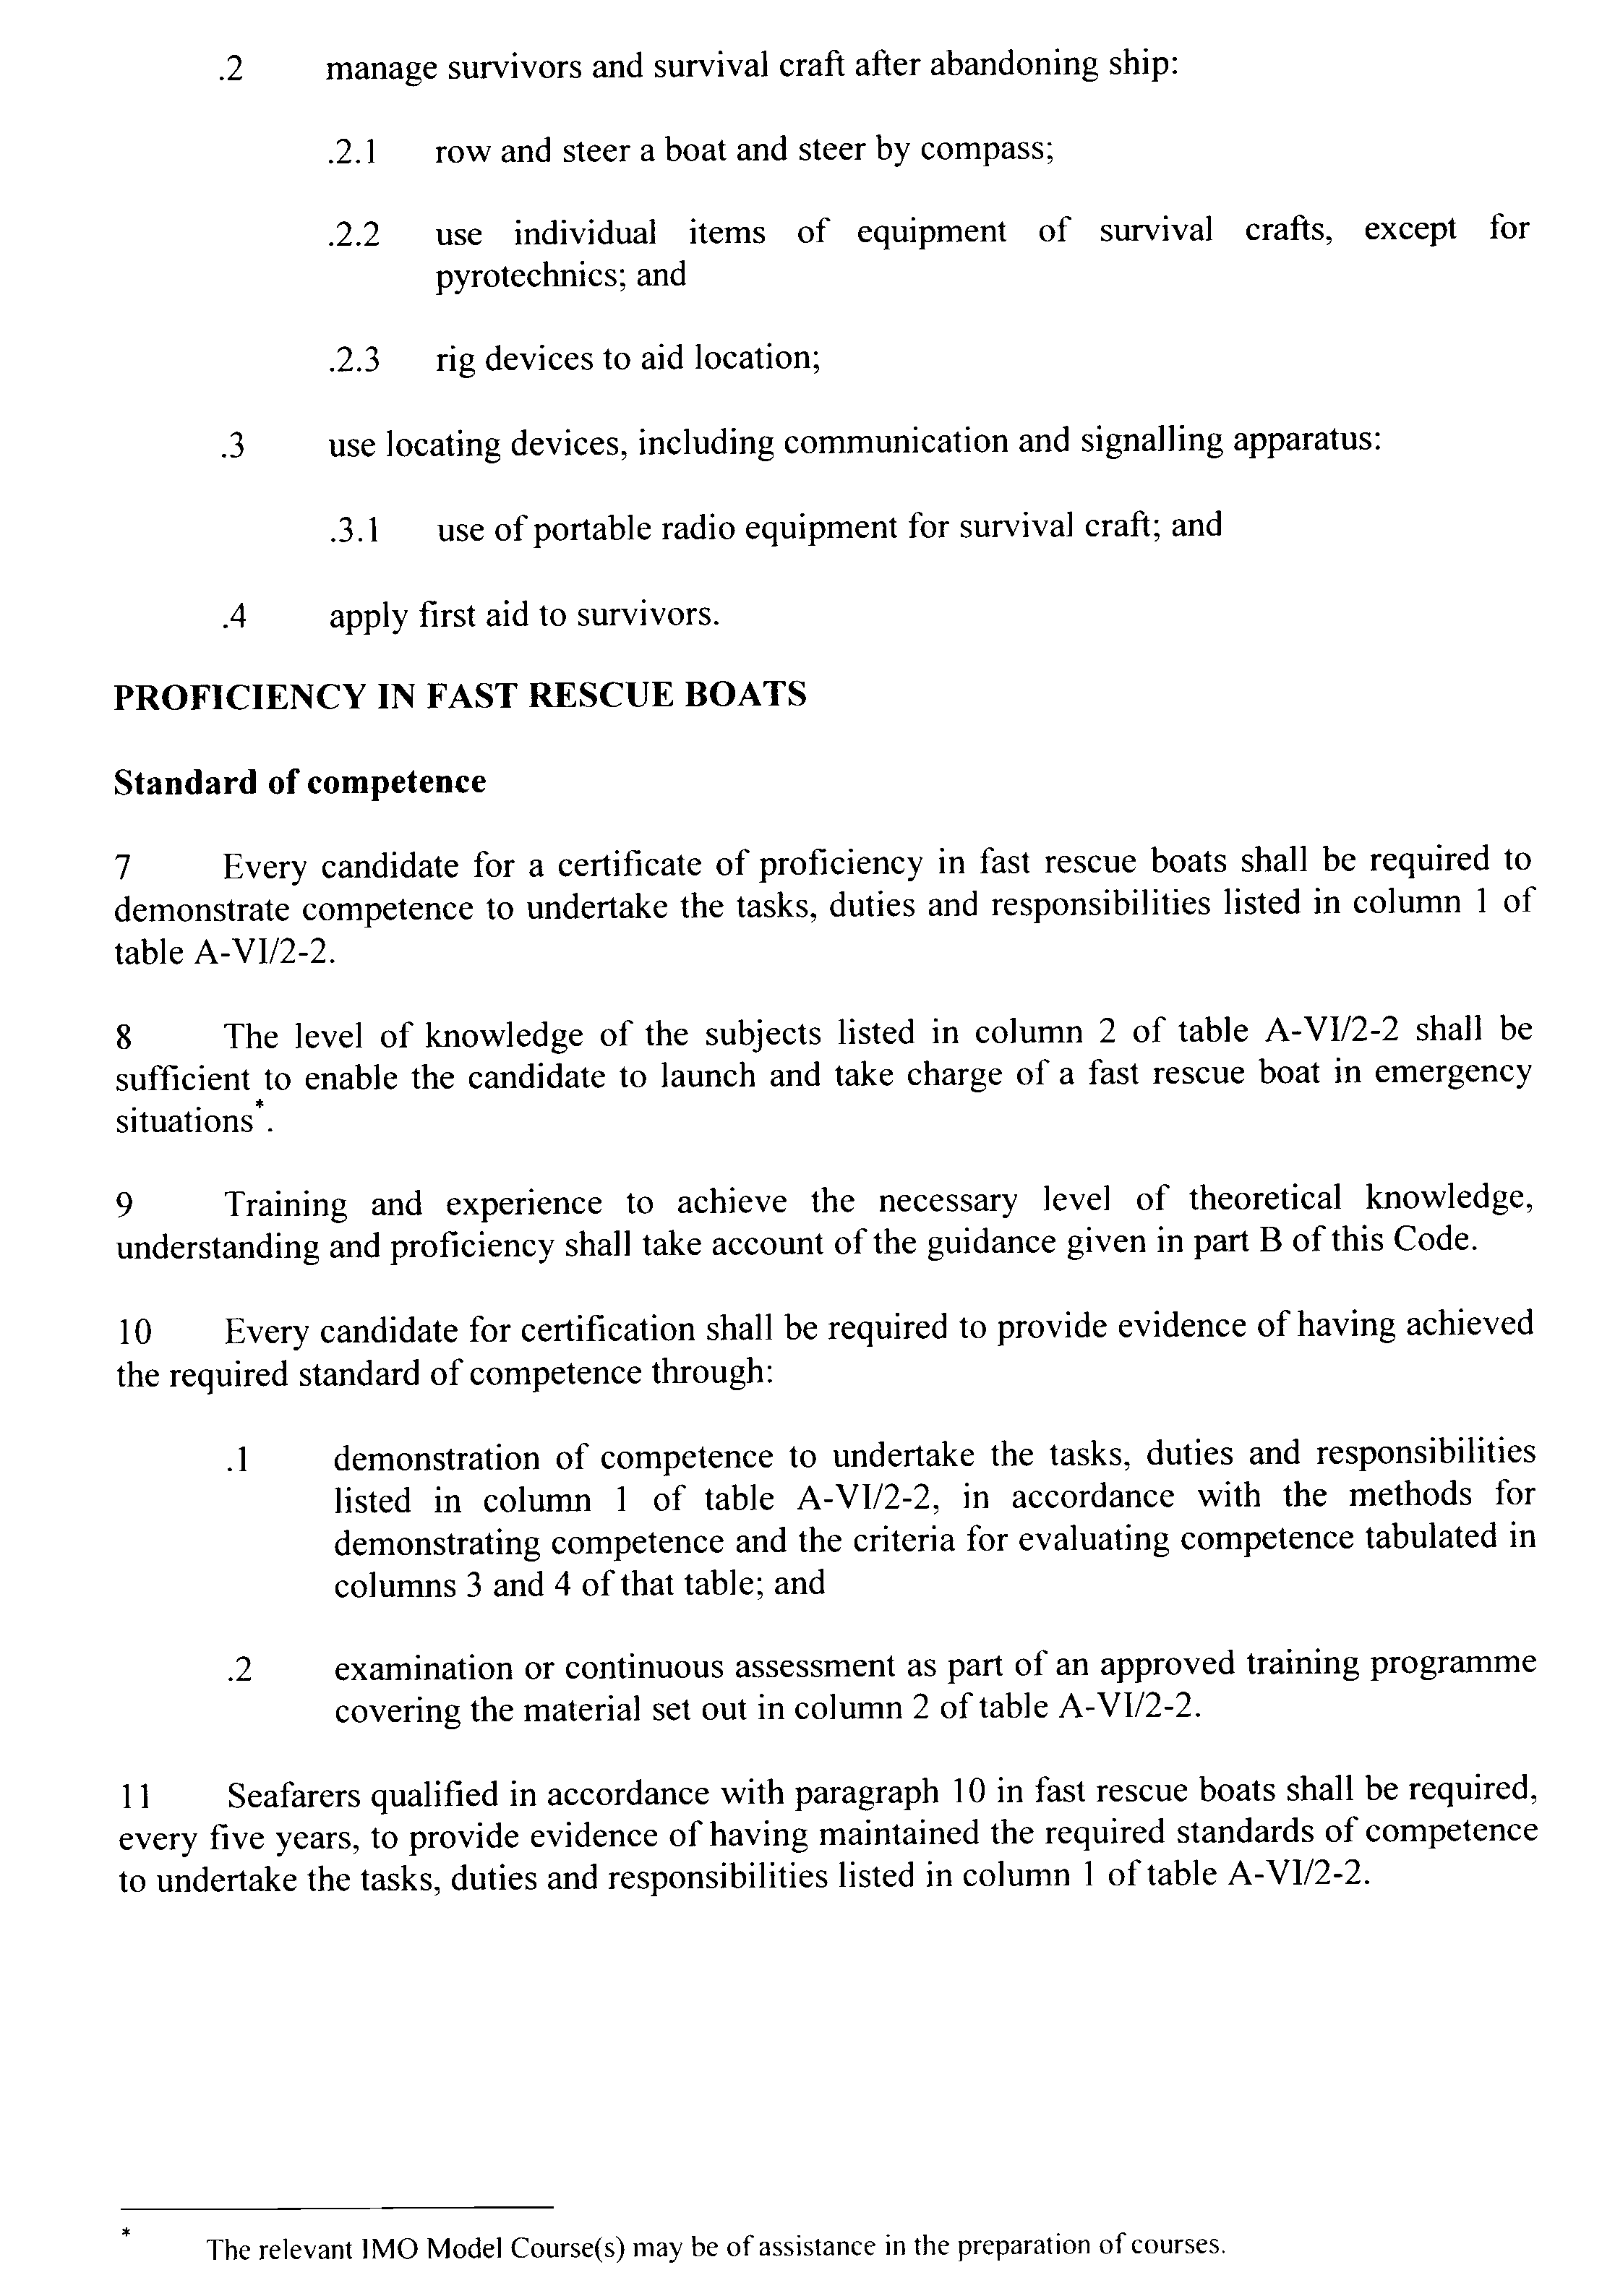 .2 manage survivors and survival craft after abandoning ship:
.2.1 row and steer a boat and steer by compass;
.2.2 use individual items of equipment of survival crafts, except for
pyrotechnics; and
.2.3 rig devices to aid location;
.3 use locating devices, including communication and signalling apparatus:
.3.1 use of portable radio equipment for survival craft; and
.4 apply first aid to survivors.
PROFICIENCY IN FAST RESCUE BOATS
Standard of competence
7 Every candidate for a certificate of proficiency in fast rescue boats shall be required to
demonstrate competence to undertake the tasks, duties and responsibilities listed in column 1 of
table A-VI/2-2.
8 The level of knowledge of the subjects listed in column 2 of table A-VI/2-2 shall be
sufficient to enable the candidate to launch and take charge of a fast rescue boat in emergency
situations*.
9 Training and experience to achieve the necessary level of theoretical knowledge,
understanding and proficiency shall take account of the guidance given in part B of this Code.
10 Every candidate for certification shall be required to provide evidence of having achieved
the required standard of competence through:
.1 demonstration of competence to undertake the tasks, duties and responsibilities
listed in column 1 of table A-VI/2-2, in accordance with the methods for
demonstrating competence and the criteria for evaluating competence tabulated in
columns 3 and 4 of that table; and
.2 examination or continuous assessment as part of an approved training programme
covering the material set out in column 2 of table A-VI/2-2.
11 Seafarers qualified in accordance with paragraph 10 in fast rescue boats shall be required,
every five years, to provide evidence of having maintained the required standards of competence
to undertake the tasks, duties and responsibilities listed in column 1 of table A-VI/2-2.
* The relevant IMO Model Course(s) may be of assistance in the preparation of courses.